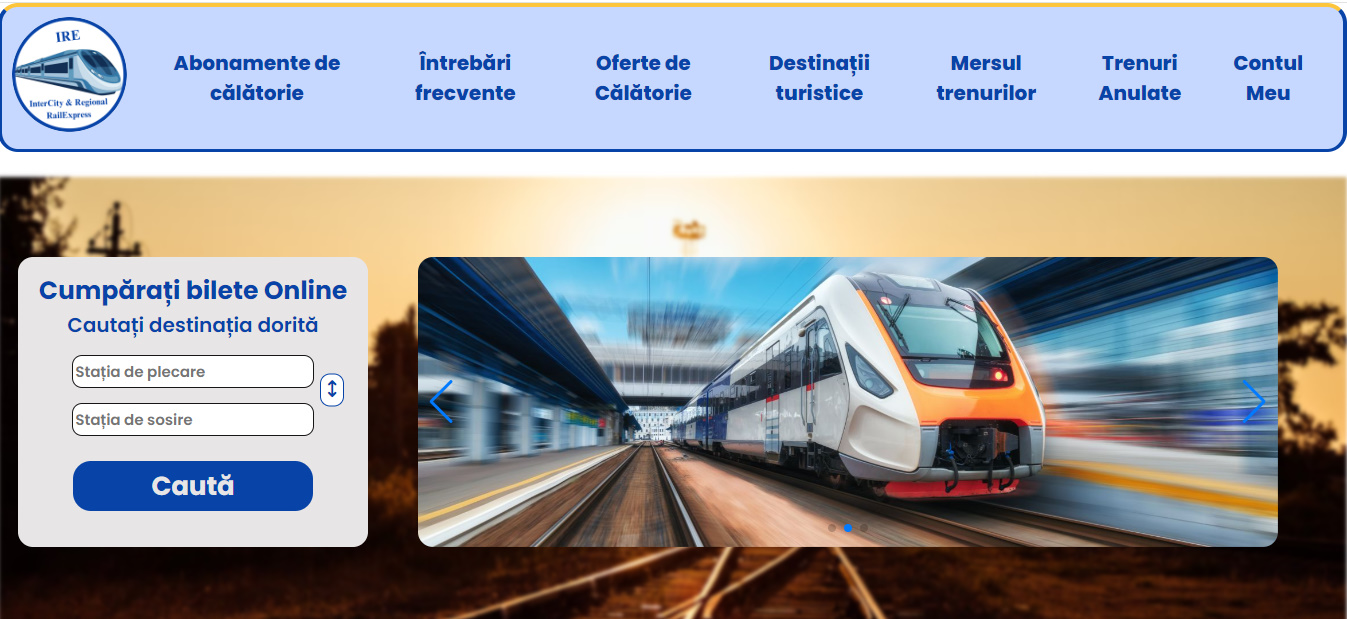 IRE
InterCity & Regional
RailExpress
Abonamente de
călătorie
Întrebări
frecvente
Oferte de
Călătorie
Destinații
turistice
Mersul
trenurilor
Trenuri
Anulate
Contul
Meu
Cumpărați bilete Online
Cautați destinația dorită
Stația de plecare
Stația de sosire
Caută